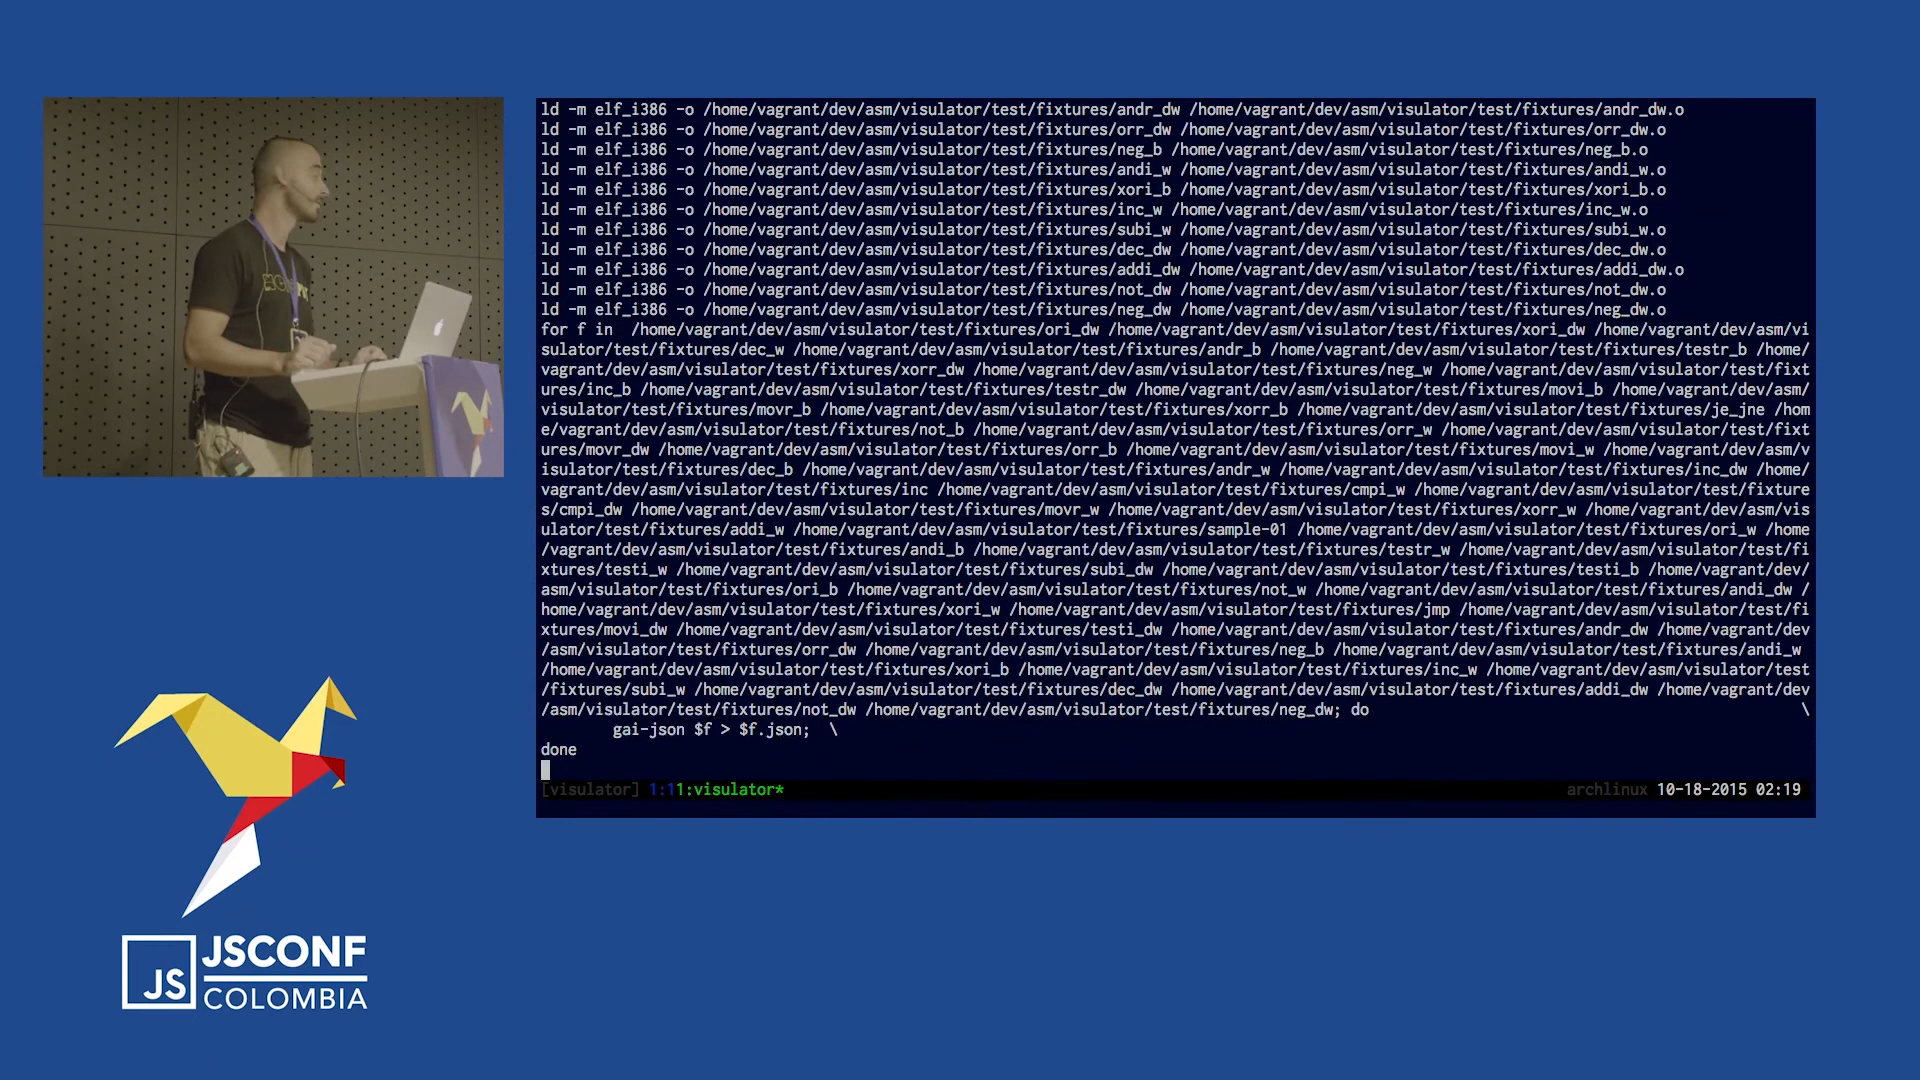 ld -m elf_i386 -o /home/vagrant/dev/asm/visulator/test/fixtures/andr_dw /home/vagrant/dev/asm/visulator/test/fixtures/andr_dw.o
ld -m elf_i386 -o /home/vagrant/dev/asm/visulator/test/fixtures/orr_dw /home/vagrant/dev/asm/visulator/test/fixtures/orr_dw.o
ld -m elf_i386 -o /home/vagrant/dev/asm/visulator/test/fixtures/neg_b /home/vagrant/dev/asm/visulator/test/fixtures/neg_b.o
ld -m elf_i386 -o /home/vagrant/dev/asm/visulator/test/fixtures/andi_w /home/vagrant/dev/asm/visulator/test/fixtures/andi_w.o
ld -m elf_i386 -o /home/vagrant/dev/asm/visulator/test/fixtures/xori_b /home/vagrant/dev/asm/visulator/test/fixtures/xori_b.o
ld -m elf_i386 -o /home/vagrant/dev/asm/visulator/test/fixtures/inc_w /home/vagrant/dev/asm/visulator/test/fixtures/inc_w.o
ld -m elf_i386 -o /home/vagrant/dev/asm/visulator/test/fixtures/subi_w /home/vagrant/dev/asm/visulator/test/fixtures/subi_w.o
ld -m elf_i386 -o /home/vagrant/dev/asm/visulator/test/fixtures/dec_dw /home/vagrant/dev/asm/visulator/test/fixtures/dec_dw.o
ld -m elf_i386 -o /home/vagrant/dev/asm/visulator/test/fixtures/addi_dw /home/vagrant/dev/asm/visulator/test/fixtures/addi_dw.o
ld -m elf_i386 -o /home/vagrant/dev/asm/visulator/test/fixtures/not_dw /home/vagrant/dev/asm/visulator/test/fixtures/not_dw.o
ld -m elf_i386 -o /home/vagrant/dev/asm/visulator/test/fixtures/neg_dw /home/vagrant/dev/asm/visulator/test/fixtures/neg_dw.o
for f in  /home/vagrant/dev/asm/visulator/test/fixtures/ori_dw /home/vagrant/dev/asm/visulator/test/fixtures/xori_dw /home/vagrant/dev/asm/vi
sulator/test/fixtures/dec_w /home/vagrant/dev/asm/visulator/test/fixtures/andr_b /home/vagrant/dev/asm/visulator/test/fixtures/testr_b /home/
vagrant/dev/asm/visulator/test/fixtures/xorr_dw /home/vagrant/dev/asm/visulator/test/fixtures/neg_w /home/vagrant/dev/asm/visulator/test/fixt
ures/inc_b /home/vagrant/dev/asm/visulator/test/fixtures/testr_dw /home/vagrant/dev/asm/visulator/test/fixtures/movi_b /home/vagrant/dev/asm/
visulator/test/fixtures/movr_b /home/vagrant/dev/asm/visulator/test/fixtures/xorr_b /home/vagrant/dev/asm/visulator/test/fixtures/je_jne /hom
e/vagrant/dev/asm/visulator/test/fixtures/not_b /home/vagrant/dev/asm/visulator/test/fixtures/orr_w /home/vagrant/dev/asm/visulator/test/fixt
ures/movr_dw /home/vagrant/dev/asm/visulator/test/fixtures/orr_b /home/vagrant/dev/asm/visulator/test/fixtures/movi_w /home/vagrant/dev/asm/v
isulator/test/fixtures/dec_b /home/vagrant/dev/asm/visulator/test/fixtures/andr_w /home/vagrant/dev/asm/visulator/test/fixtures/inc_dw /home/
vagrant/dev/asm/visulator/test/fixtures/inc /home/vagrant/dev/asm/visulator/test/fixtures/cmpi_w /home/vagrant/dev/asm/visulator/test/fixture
s/cmpi_dw /home/vagrant/dev/asm/visulator/test/fixtures/movr_w /home/vagrant/dev/asm/visulator/test/fixtures/xorr_w /home/vagrant/dev/asm/vis
ulator/test/fixtures/addi_w /home/vagrant/dev/asm/visulator/test/fixtures/sample-01 /home/vagrant/dev/asm/visulator/test/fixtures/ori_w /home
/vagrant/dev/asm/visulator/test/fixtures/andi_b /home/vagrant/dev/asm/visulator/test/fixtures/testr_w /home/vagrant/dev/asm/visulator/test/fi
xtures/testi_w /home/vagrant/dev/asm/visulator/test/fixtures/subi_dw /home/vagrant/dev/asm/visulator/test/fixtures/testi_b /home/vagrant/dev/
asm/visulator/test/fixtures/ori_b /home/vagrant/dev/asm/visulator/test/fixtures/not_w /home/vagrant/dev/asm/visulator/test/fixtures/andi_dw /
home/vagrant/dev/asm/visulator/test/fixtures/xori_w /home/vagrant/dev/asm/visulator/test/fixtures/jmp /home/vagrant/dev/asm/visulator/test/fi
xtures/movi_dw /home/vagrant/dev/asm/visulator/test/fixtures/testi_dw /home/vagrant/dev/asm/visulator/test/fixtures/andr_dw /home/vagrant/dev
/asm/visulator/test/fixtures/orr_dw /home/vagrant/dev/asm/visulator/test/fixtures/neg_b /home/vagrant/dev/asm/visulator/test/fixtures/andi_w
/home/vagrant/dev/asm/visulator/test/fixtures/xori_b /home/vagrant/dev/asm/visulator/test/fixtures/inc_w /home/vagrant/dev/asm/visulator/test
/fixtures/subi_w /home/vagrant/dev/asm/visulator/test/fixtures/dec_dw /home/vagrant/dev/asm/visulator/test/fixtures/addi_dw /home/vagrant/dev
/asm/visulator/test/fixtures/not_dw /home/vagrant/dev/asm/visulator/test/fixtures/neg_dw; do \
gai-json $f > $f.json;  \
done
[visulator] 1:11:visulator* archlinux 10-18-2015 02:19
JS JSCONF
COLOMBIA